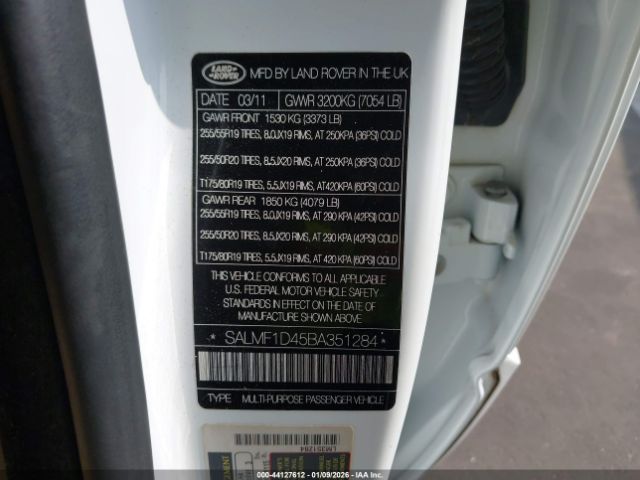 LAND-
ROVER
MFD BY LAND ROVER IN THE UK
DATE 03/11 GVWR 3200KG (7054 LB)
GAWR FRONT 1530 KG (3373 LB)
255/55R19 TIRES, 8.0JX19 RIMS, AT 250KPA (36PSI) COLD
255/50R20 TIRES, 8.5JX20 RIMS, AT 250KPA (36PSI) COLD
T175/80R19 TIRES, 5.5JX19 RIMS, AT420KPA (60PSI) COLD
GAWR REAR 1850 KG (4079 LB)
255/55R19 TIRES, 8.0JX19 RIMS, AT 290 KPA (42PSI) COLD
255/50R20 TIRES, 8.5JX20 RIMS, AT 290 KPA (42PSI) COLD
T175/80R19 TIRES, 5.5JX19 RIMS, AT 420 KPA (60PSI) COLD
THIS VEHICLE CONFORMS TO ALL APPLICABLE
U.S. FEDERAL MOTOR VEHICLE SAFETY
STANDARDS IN EFFECT ON THE DATE OF
MANUFACTURE SHOWN ABOVE.
* SALMF1D45BA351284 *
TYPE MULTI-PURPOSE PASSENGER VEHICLE
LM351284
© IAAI - 44127612 - 01/09/2026 - IAAI.com